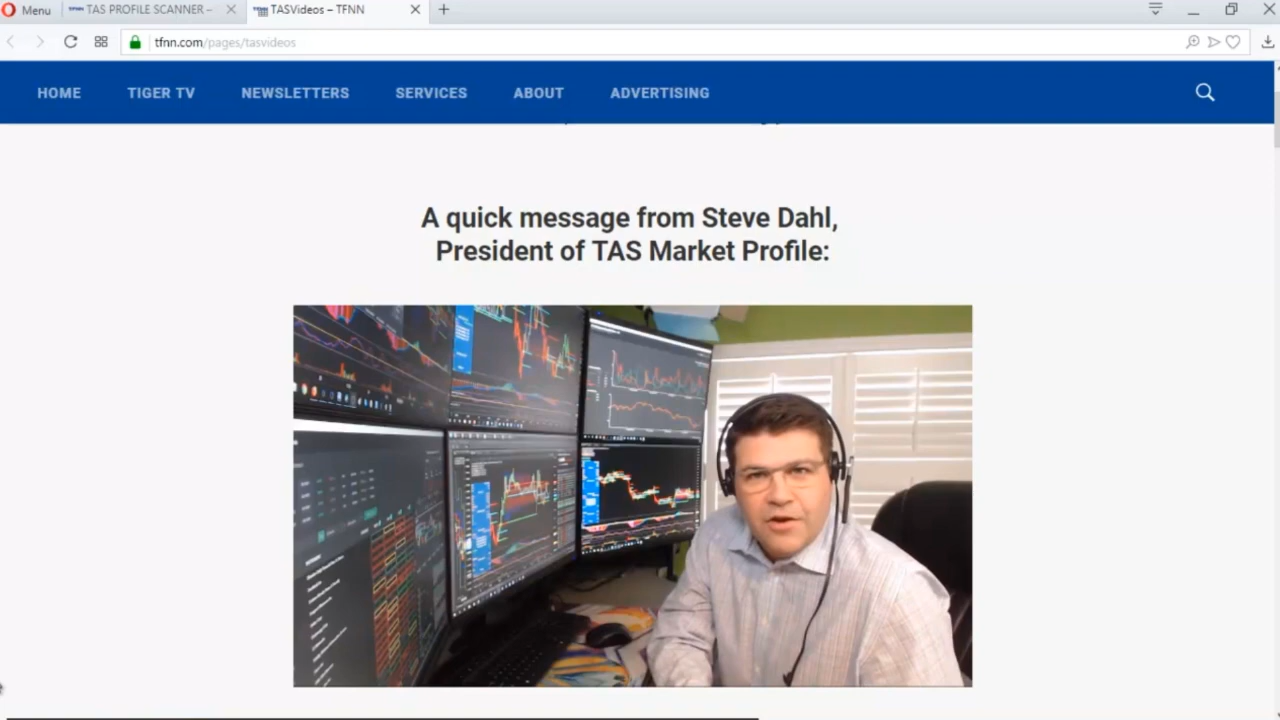 Menu
TAS PROFILE SCANNER –
TASVideos – TFNN
tfnn.com/pages/tasvideos
HOME
TIGER TV
NEWSLETTERS
SERVICES
ABOUT
ADVERTISING
A quick message from Steve Dahl,
President of TAS Market Profile: